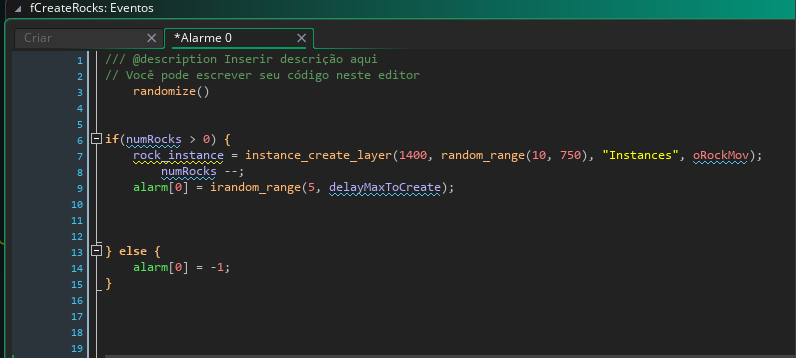 fCreateRocks: Eventos
Criar
*Alarme 0
1 /// @description Inserir descrição aqui
2 // Você pode escrever seu código neste editor
3 randomize()
4
5
6 if(numRocks > 0) {
7 rock_instance = instance_create_layer(1400, random_range(10, 750), "Instances", oRockMov);
8 numRocks --;
9 alarm[0] = irandom_range(5, delayMaxToCreate);
10
11
12
13 } else {
14 alarm[0] = -1;
15 }
16
17
18
19